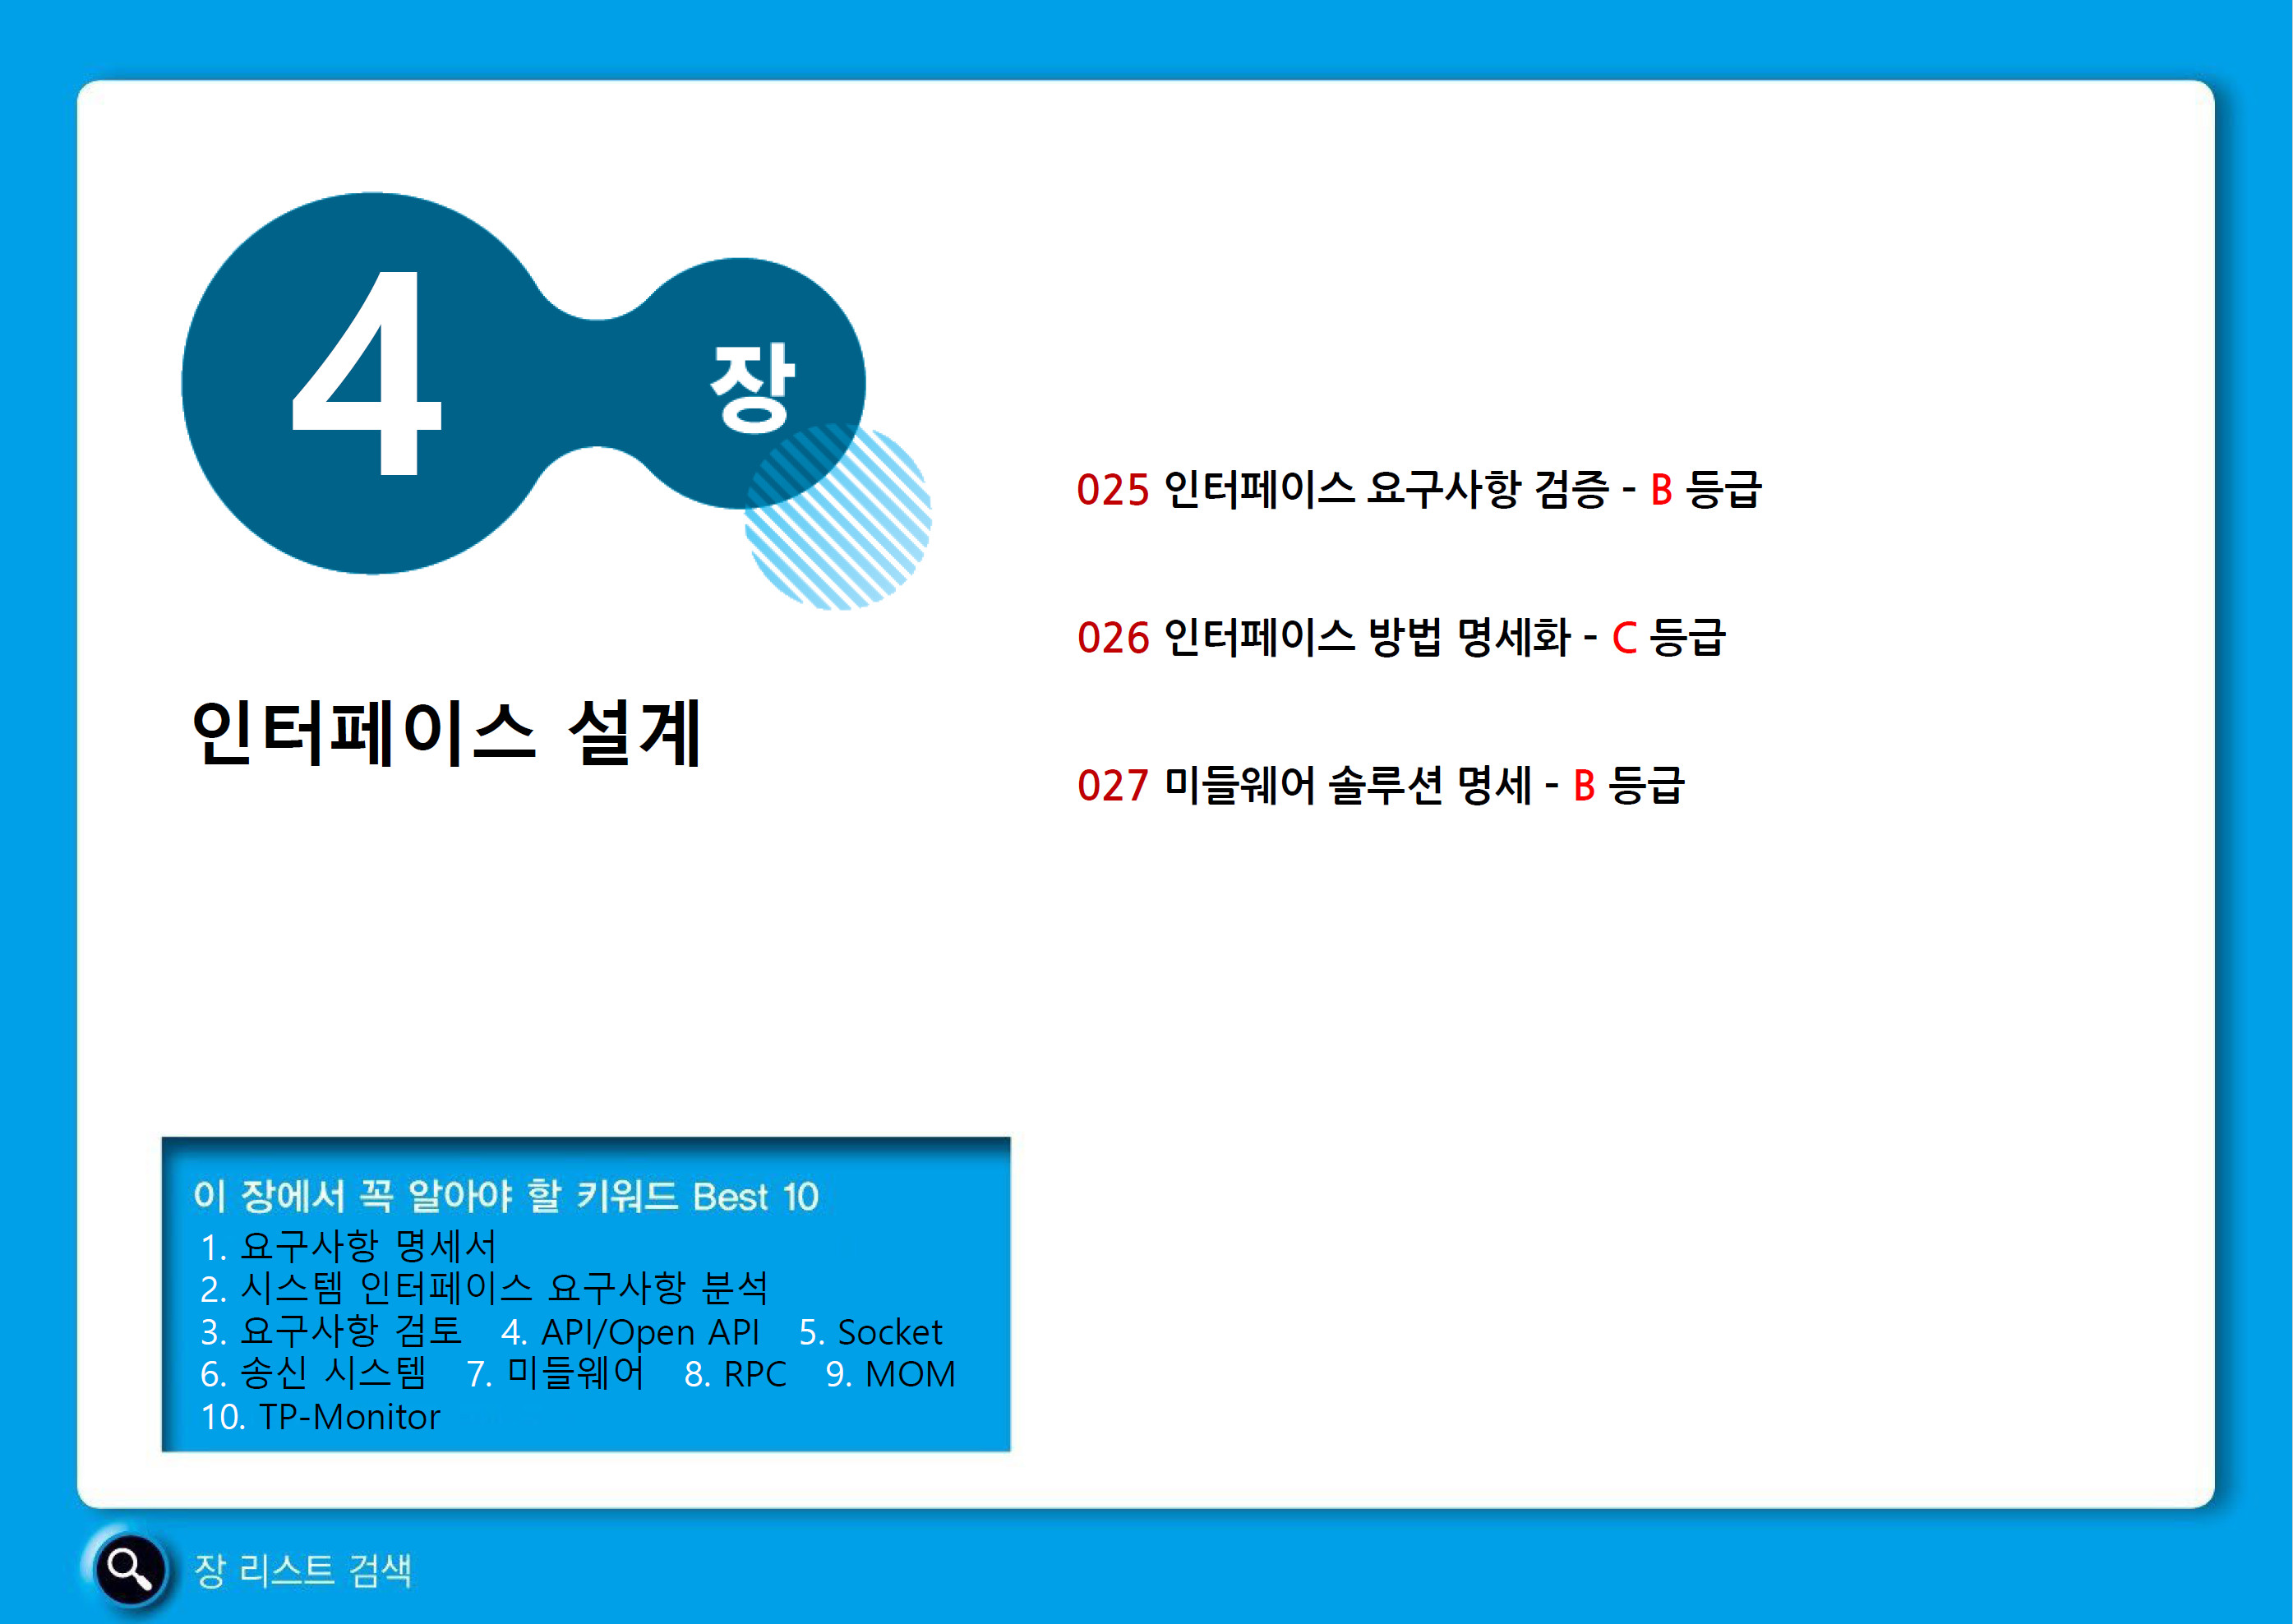 4 장
인터페이스 설계
025 인터페이스 요구사항 검증 - B 등급
026 인터페이스 방법 명세화 - C 등급
027 미들웨어 솔루션 명세 - B 등급
이 장에서 꼭 알아야 할 키워드 Best 10
1. 요구사항 명세서
2. 시스템 인터페이스 요구사항 분석
3. 요구사항 검토 4. API/Open API 5. Socket
6. 송신 시스템 7. 미들웨어 8. RPC 9. MOM
10. TP-Monitor
장 리스트 검색